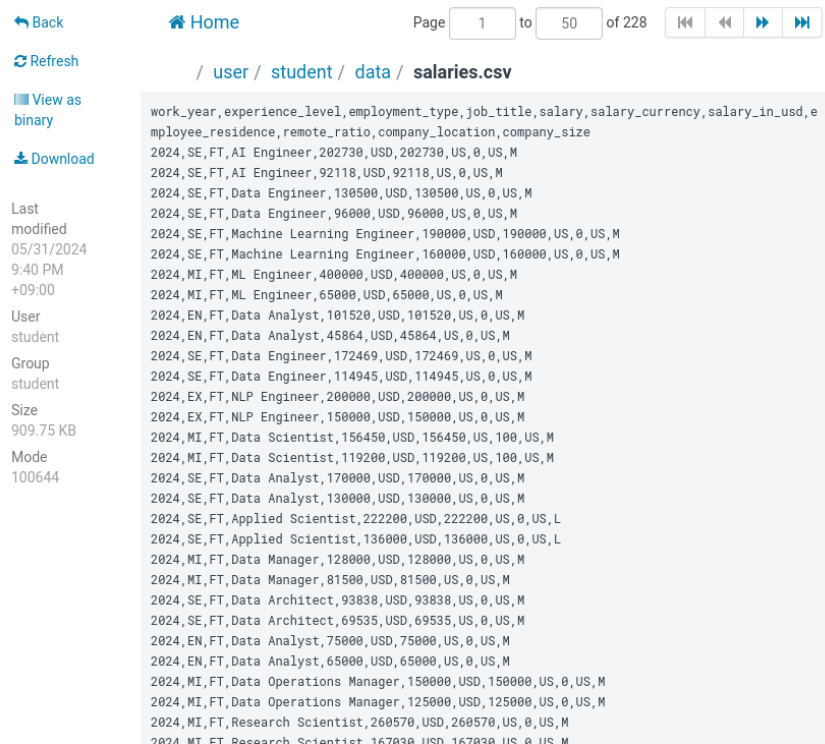 Back
Refresh
View as
binary
Download
Last
modified
05/31/2024
9:40 PM
+09:00
User
student
Group
student
Size
909.75 KB
Mode
100644
Home
Page 1 to 50 of 228
/ user / student / data / salaries.csv
work_year,experience_level,employment_type,job_title,salary,salary_currency,salary_in_usd,e
mployee_residence,remote_ratio,company_location,company_size
2024,SE,FT,AI Engineer,202730,USD,202730,US,0,US,M
2024,SE,FT,AI Engineer,92118,USD,92118,US,0,US,M
2024,SE,FT,Data Engineer,130500,USD,130500,US,0,US,M
2024,SE,FT,Data Engineer,96000,USD,96000,US,0,US,M
2024,SE,FT,Machine Learning Engineer,190000,USD,190000,US,0,US,M
2024,SE,FT,Machine Learning Engineer,160000,USD,160000,US,0,US,M
2024,MI,FT,ML Engineer,400000,USD,400000,US,0,US,M
2024,MI,FT,ML Engineer,65000,USD,65000,US,0,US,M
2024,EN,FT,Data Analyst,101520,USD,101520,US,0,US,M
2024,EN,FT,Data Analyst,45864,USD,45864,US,0,US,M
2024,SE,FT,Data Engineer,172469,USD,172469,US,0,US,M
2024,SE,FT,Data Engineer,114945,USD,114945,US,0,US,M
2024,EX,FT,NLP Engineer,200000,USD,200000,US,0,US,M
2024,EX,FT,NLP Engineer,150000,USD,150000,US,0,US,M
2024,MI,FT,Data Scientist,156450,USD,156450,US,100,US,M
2024,MI,FT,Data Scientist,119200,USD,119200,US,100,US,M
2024,SE,FT,Data Analyst,170000,USD,170000,US,0,US,M
2024,SE,FT,Data Analyst,130000,USD,130000,US,0,US,M
2024,SE,FT,Applied Scientist,222200,USD,222200,US,0,US,L
2024,SE,FT,Applied Scientist,136000,USD,136000,US,0,US,L
2024,MI,FT,Data Manager,128000,USD,128000,US,0,US,M
2024,MI,FT,Data Manager,81500,USD,81500,US,0,US,M
2024,SE,FT,Data Architect,93838,USD,93838,US,0,US,M
2024,SE,FT,Data Architect,69535,USD,69535,US,0,US,M
2024,EN,FT,Data Analyst,75000,USD,75000,US,0,US,M
2024,EN,FT,Data Analyst,65000,USD,65000,US,0,US,M
2024,MI,FT,Data Operations Manager,150000,USD,150000,US,0,US,M
2024,MI,FT,Data Operations Manager,125000,USD,125000,US,0,US,M
2024,MI,FT,Research Scientist,260570,USD,260570,US,0,US,M
2024,MI,FT,Research Scientist,167030,USD,167030,US,0,US,M